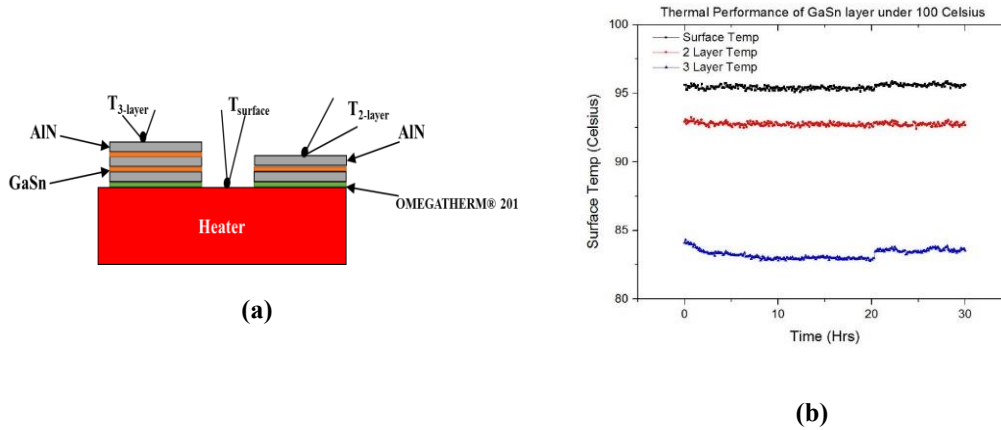 T3-layer
Tsurface
T2-layer
AlN
AlN
GaSn
OMEGATHERM® 201
Heater
(a)
Thermal Performance of GaSn layer under 100 Celsius
Surface Temp
2 Layer Temp
3 Layer Temp
100
95
90
85
80
Surface Temp (Celsius)
0 10 20 30
Time (Hrs)
(b)